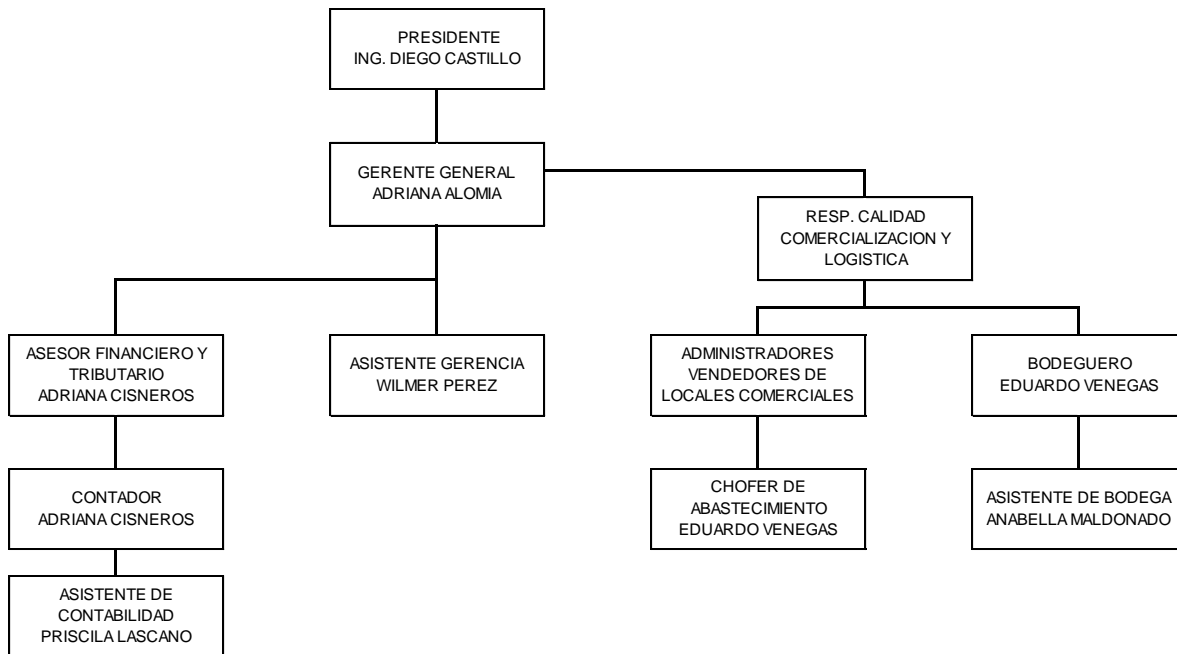 PRESIDENTE
ING. DIEGO CASTILLO
GERENTE GENERAL
ADRIANA ALOMIA
RESP. CALIDAD
COMERCIALIZACION Y
LOGISTICA
ASESOR FINANCIERO Y
TRIBUTARIO
ADRIANA CISNEROS
ASISTENTE GERENCIA
WILMER PEREZ
ADMINISTRADORES
VENDEDORES DE
LOCALES COMERCIALES
BODEGUERO
EDUARDO VENEGAS
CONTADOR
ADRIANA CISNEROS
CHOFER DE
ABASTECIMIENTO
EDUARDO VENEGAS
ASISTENTE DE BODEGA
ANABELLA MALDONADO
ASISTENTE DE
CONTABILIDAD
PRISCILA LASCANO